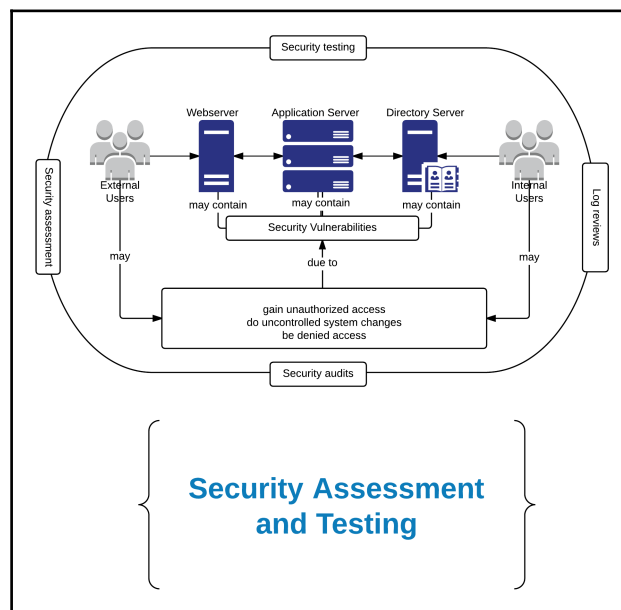 Security testing
Webserver
Application Server
Directory Server
External
Users
Internal
Users
Security assessment
Log reviews
may contain
may contain
may contain
Security Vulnerabilities
may
due to
may
gain unauthorized access
do uncontrolled system changes
be denied access
Security audits
Security Assessment
and Testing